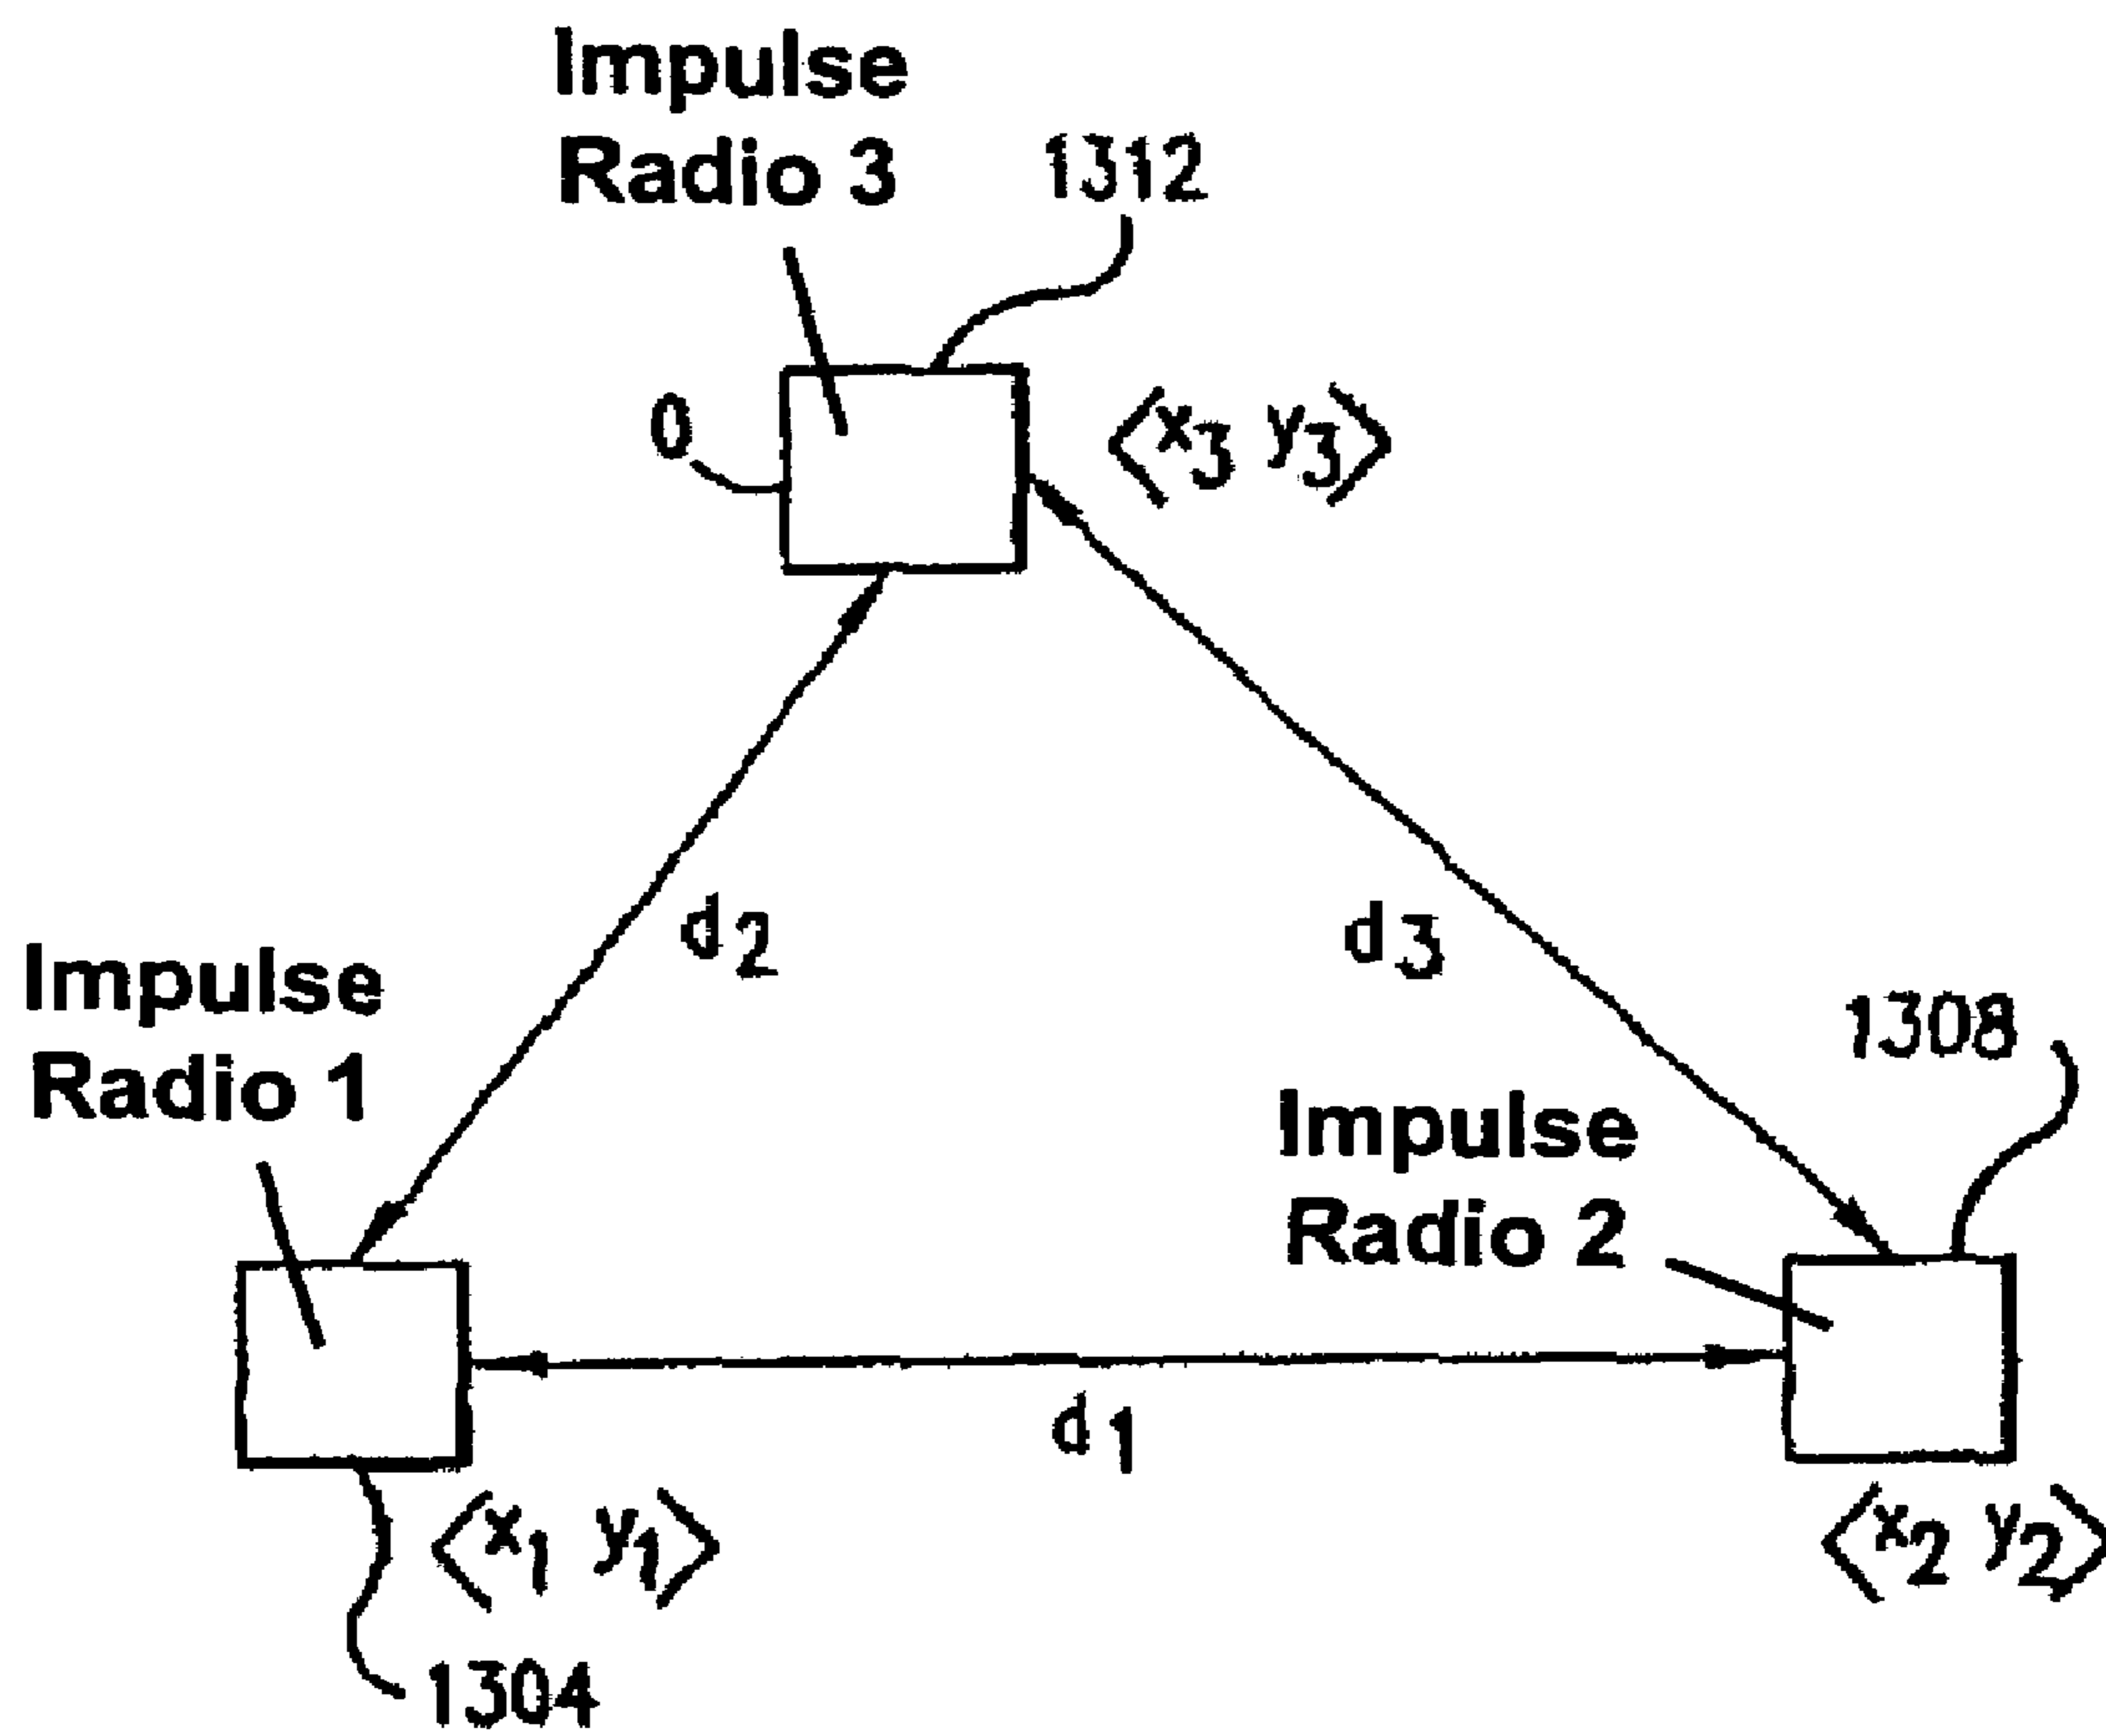 Impulse
Radio 3
1312
0
<x3 y3>
d2
d3
Impulse
Radio 1
1308
Impulse
Radio 2
d1
<x1 y1>
<x2 y2>
1304